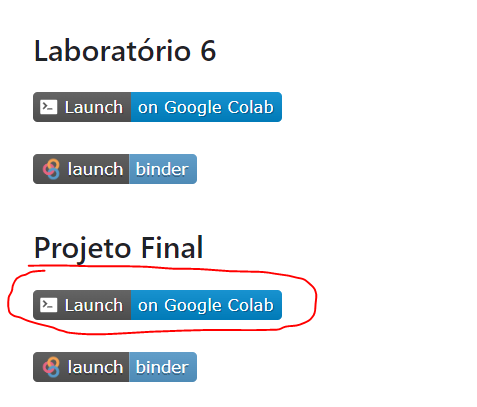 Laboratório 6
Launch on Google Colab
launch binder
Projeto Final
Launch on Google Colab
launch binder